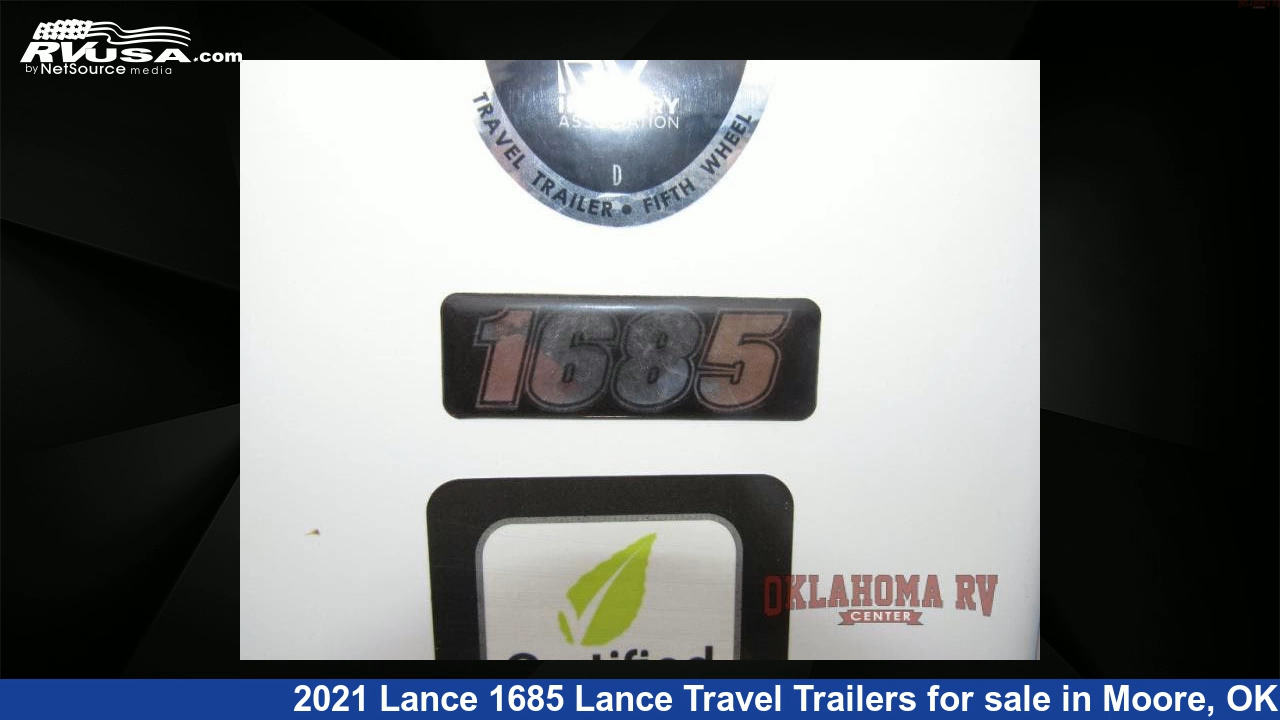 RVUSA.com
by NetSource media
INDUSTRY
ASSOCIATION
D
TRAVEL TRAILER • FIFTH WHEEL
1685
Certified
OKLAHOMA RV
CENTER
2021 Lance 1685 Lance Travel Trailers for sale in Moore, OK